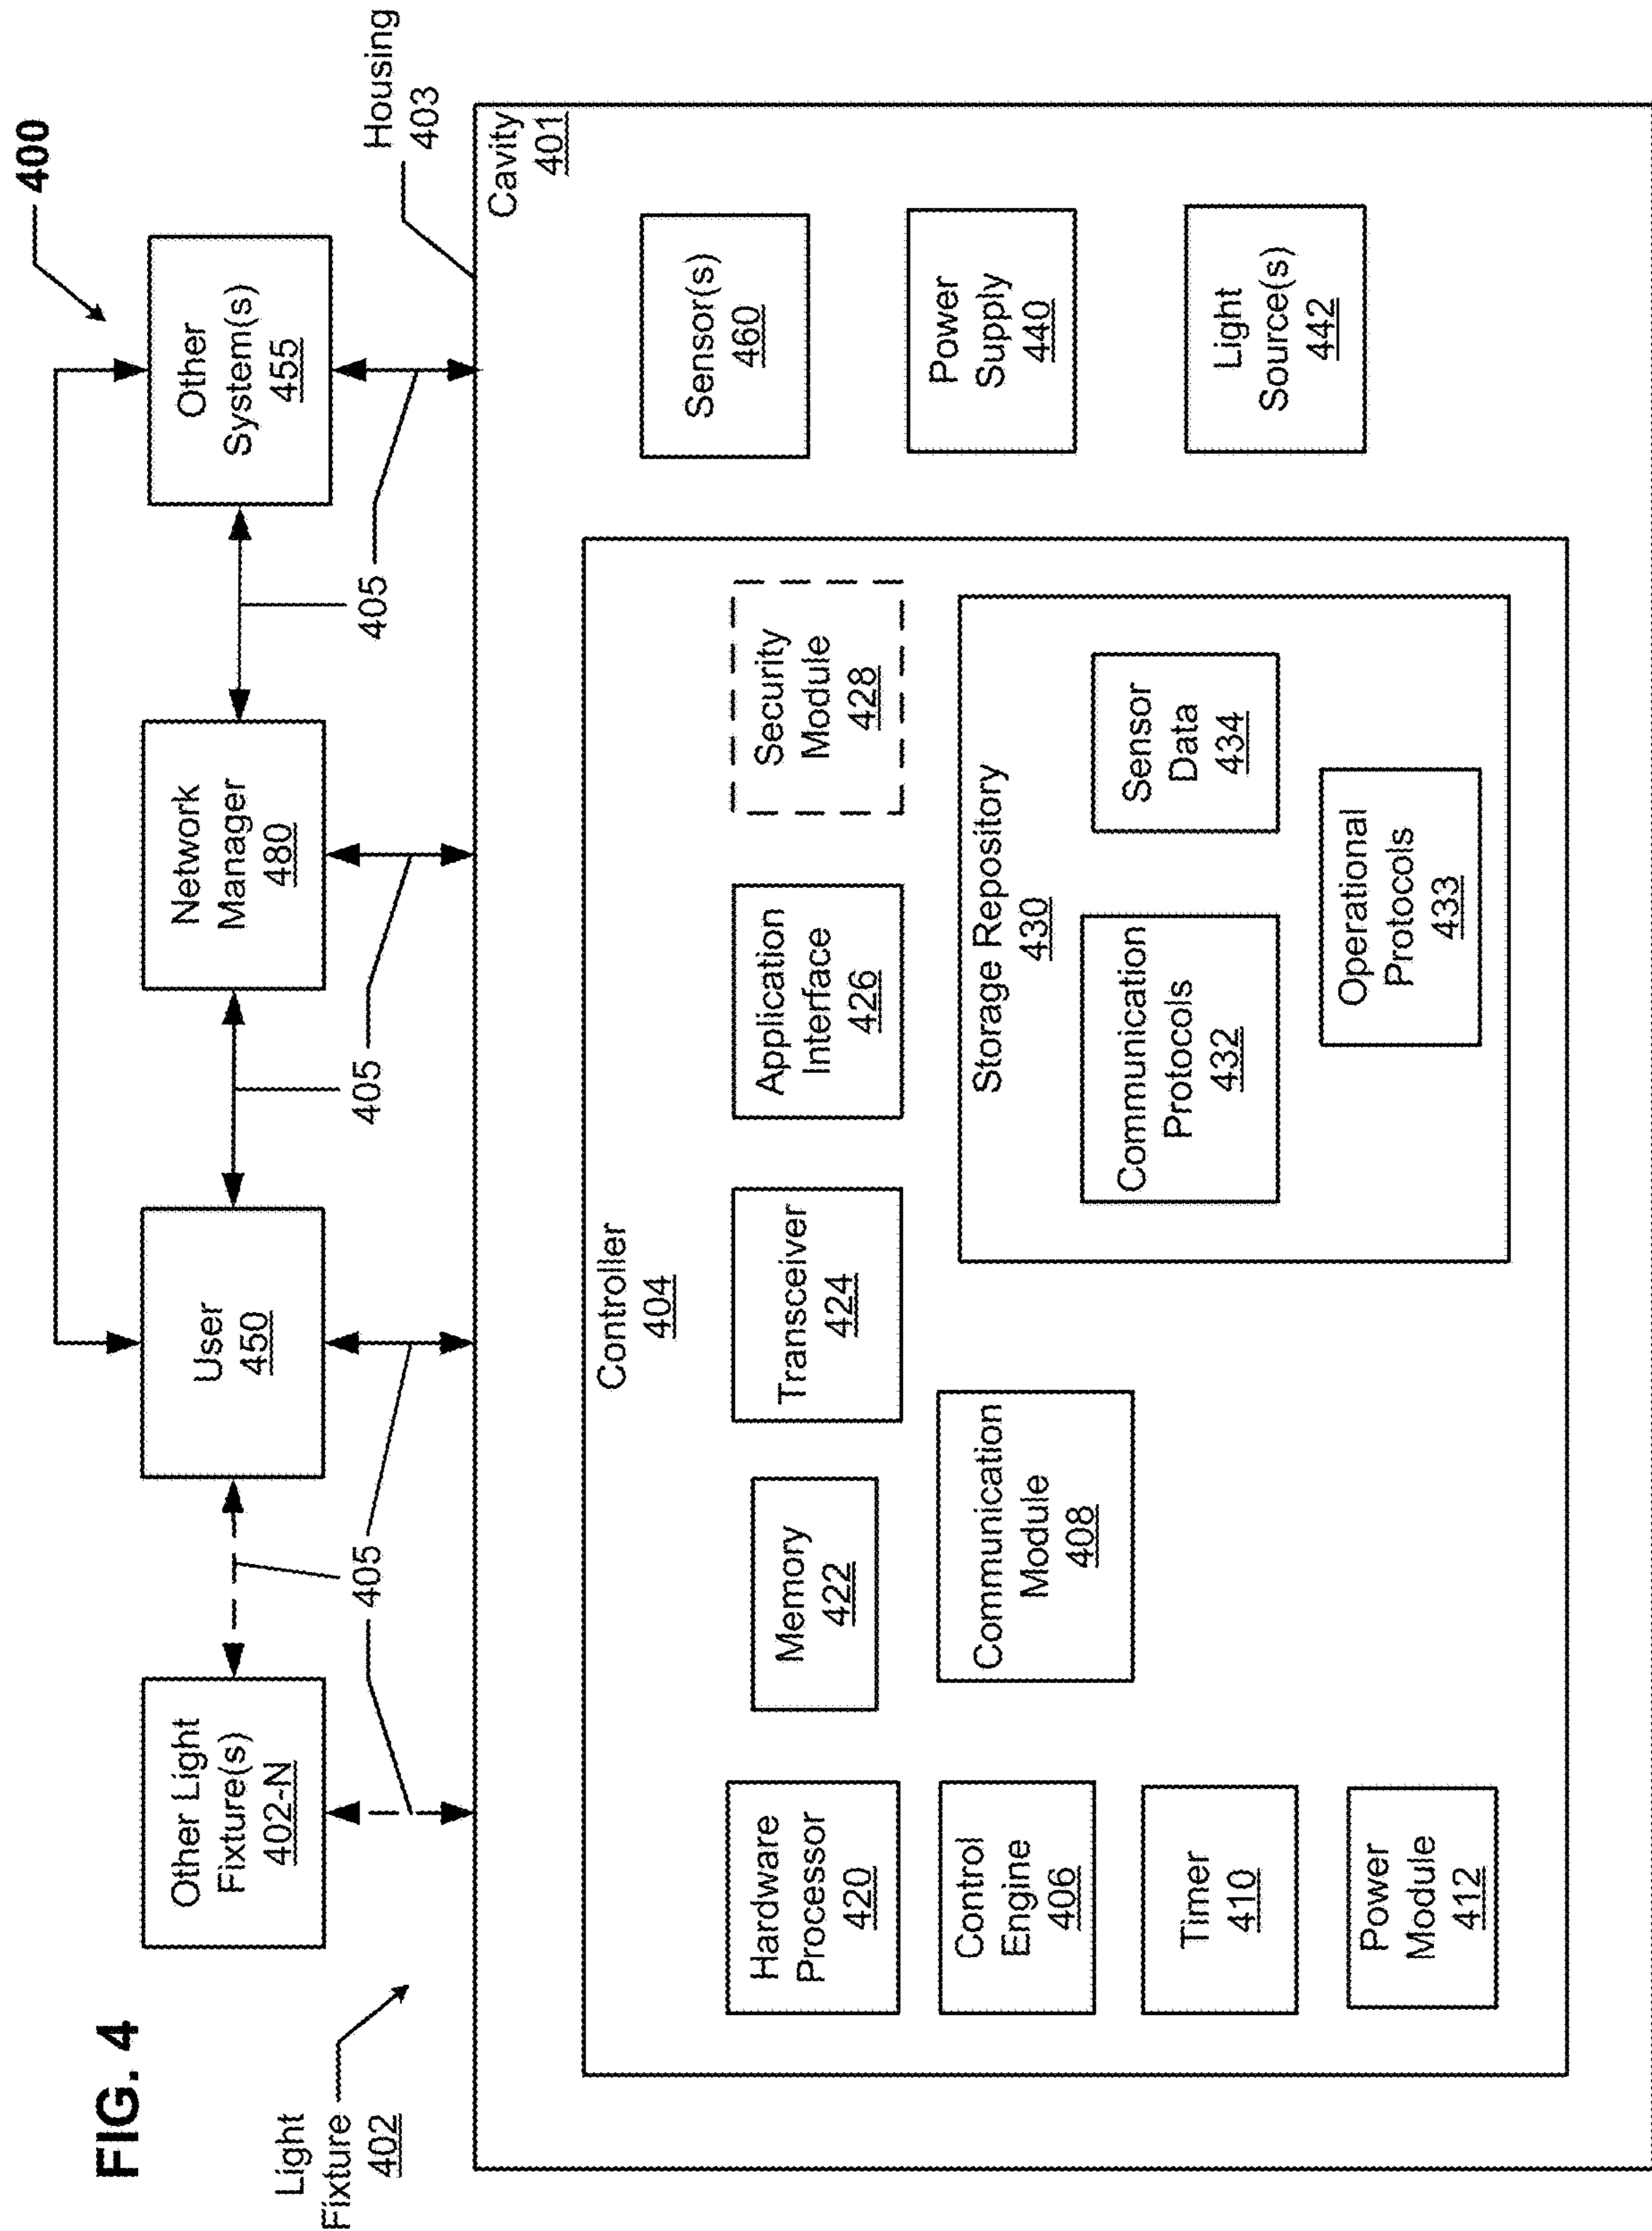 FIG. 4
400
Other Light
Fixture(s)
402-N
User
450
Network
Manager
480
Other
System(s)
455
Light
Fixture
402
405
405
405
405
Housing
403
Cavity
401
Controller
404
Hardware
Processor
420
Memory
422
Transceiver
424
Application
Interface
426
Security
Module
428
Control
Engine
406
Communication
Module
408
Timer
410
Power
Module
412
Storage Repository
430
Communication
Protocols
432
Sensor
Data
434
Operational
Protocols
433
Sensor(s)
460
Power
Supply
440
Light
Source(s)
442